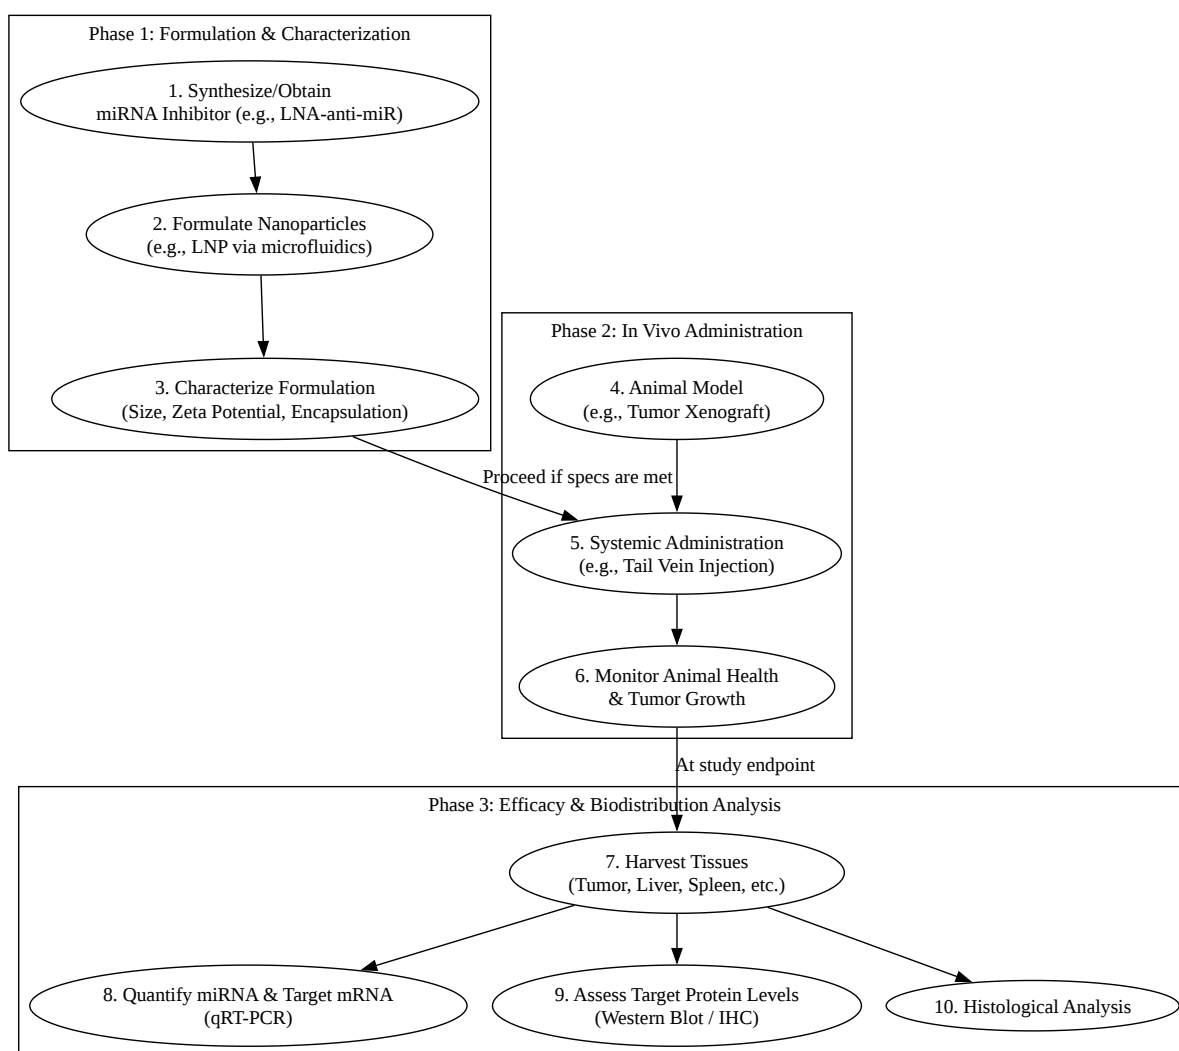 Phase 1: Formulation & Characterization
1. Synthesize/Obtain
miRNA Inhibitor (e.g., LNA-anti-miR)
2. Formulate Nanoparticles
(e.g., LNP via microfluidics)
3. Characterize Formulation
(Size, Zeta Potential, Encapsulation)
Phase 2: In Vivo Administration
4. Animal Model
(e.g., Tumor Xenograft)
Proceed if specs are met
5. Systemic Administration
(e.g., Tail Vein Injection)
6. Monitor Animal Health
& Tumor Growth
At study endpoint
Phase 3: Efficacy & Biodistribution Analysis
7. Harvest Tissues
(Tumor, Liver, Spleen, etc.)
8. Quantify miRNA & Target mRNA
(qRT-PCR)
9. Assess Target Protein Levels
(Western Blot / IHC)
10. Histological Analysis